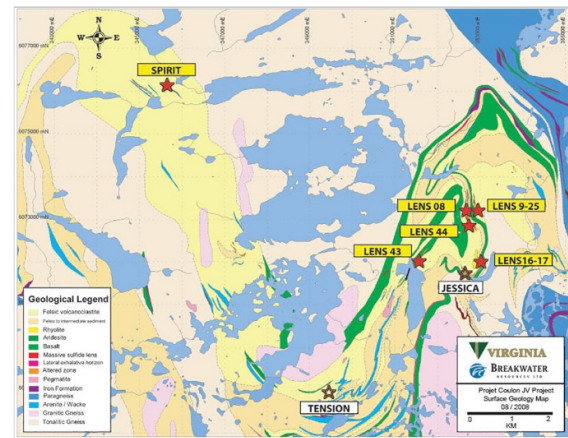 6077000 mN
N
W E
S
SPIRIT
6075000 mN
6073000 mN
LENS 08
LENS 9-25
LENS 44
LENS 43
LENS16-17
JESSICA
TENSION
Geological Legend
Felsic volcanoclastite
Felsic to intermediate sediment
Rhyolite
Andesite
Basalt
Massive sulfide lens
Lateral exhalative horizon
Altered zone
Pegmatite
Iron Formation
Paragneiss
Arenite / Wacke
Granitic Gneiss
Tonalitic Gneiss
VIRGINIA
BREAKWATER
RESOURCES LTD
Projet Coulon JV Project
Surface Geology Map
08 / 2008
0 1 2
KM